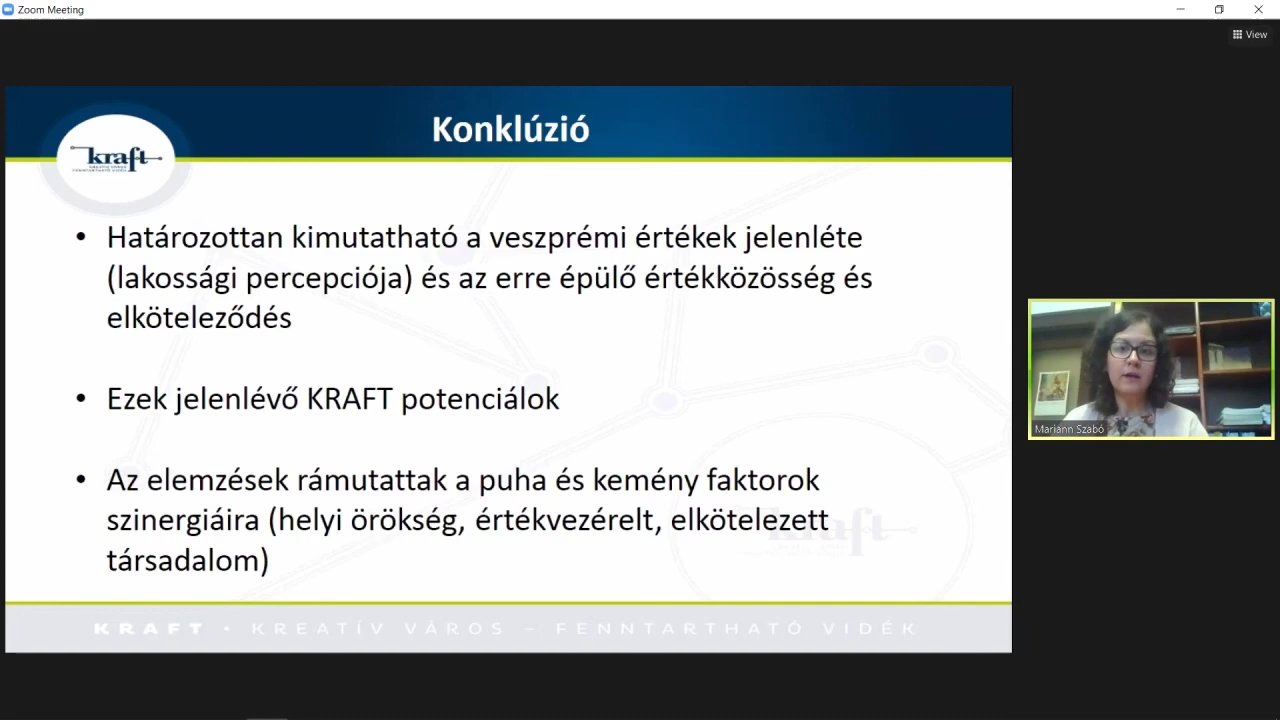 Zoom Meeting
View
Konklúzió
kraft
• Határozottan kimutatható a veszprémi értékek jelenléte
(lakossági percepciója) és az erre épülő értékközösség és
elköteleződés
• Ezek jelenlévő KRAFT potenciálok
• Az elemzések rámutattak a puha és kemény faktorok
szinergiáira (helyi örökség, értékvezérelt, elkötelezett
társadalom)
kraft
KRAFT • KREATÍV VÁROS – FENNTARTHATÓ VIDÉK
Mariann Szabó